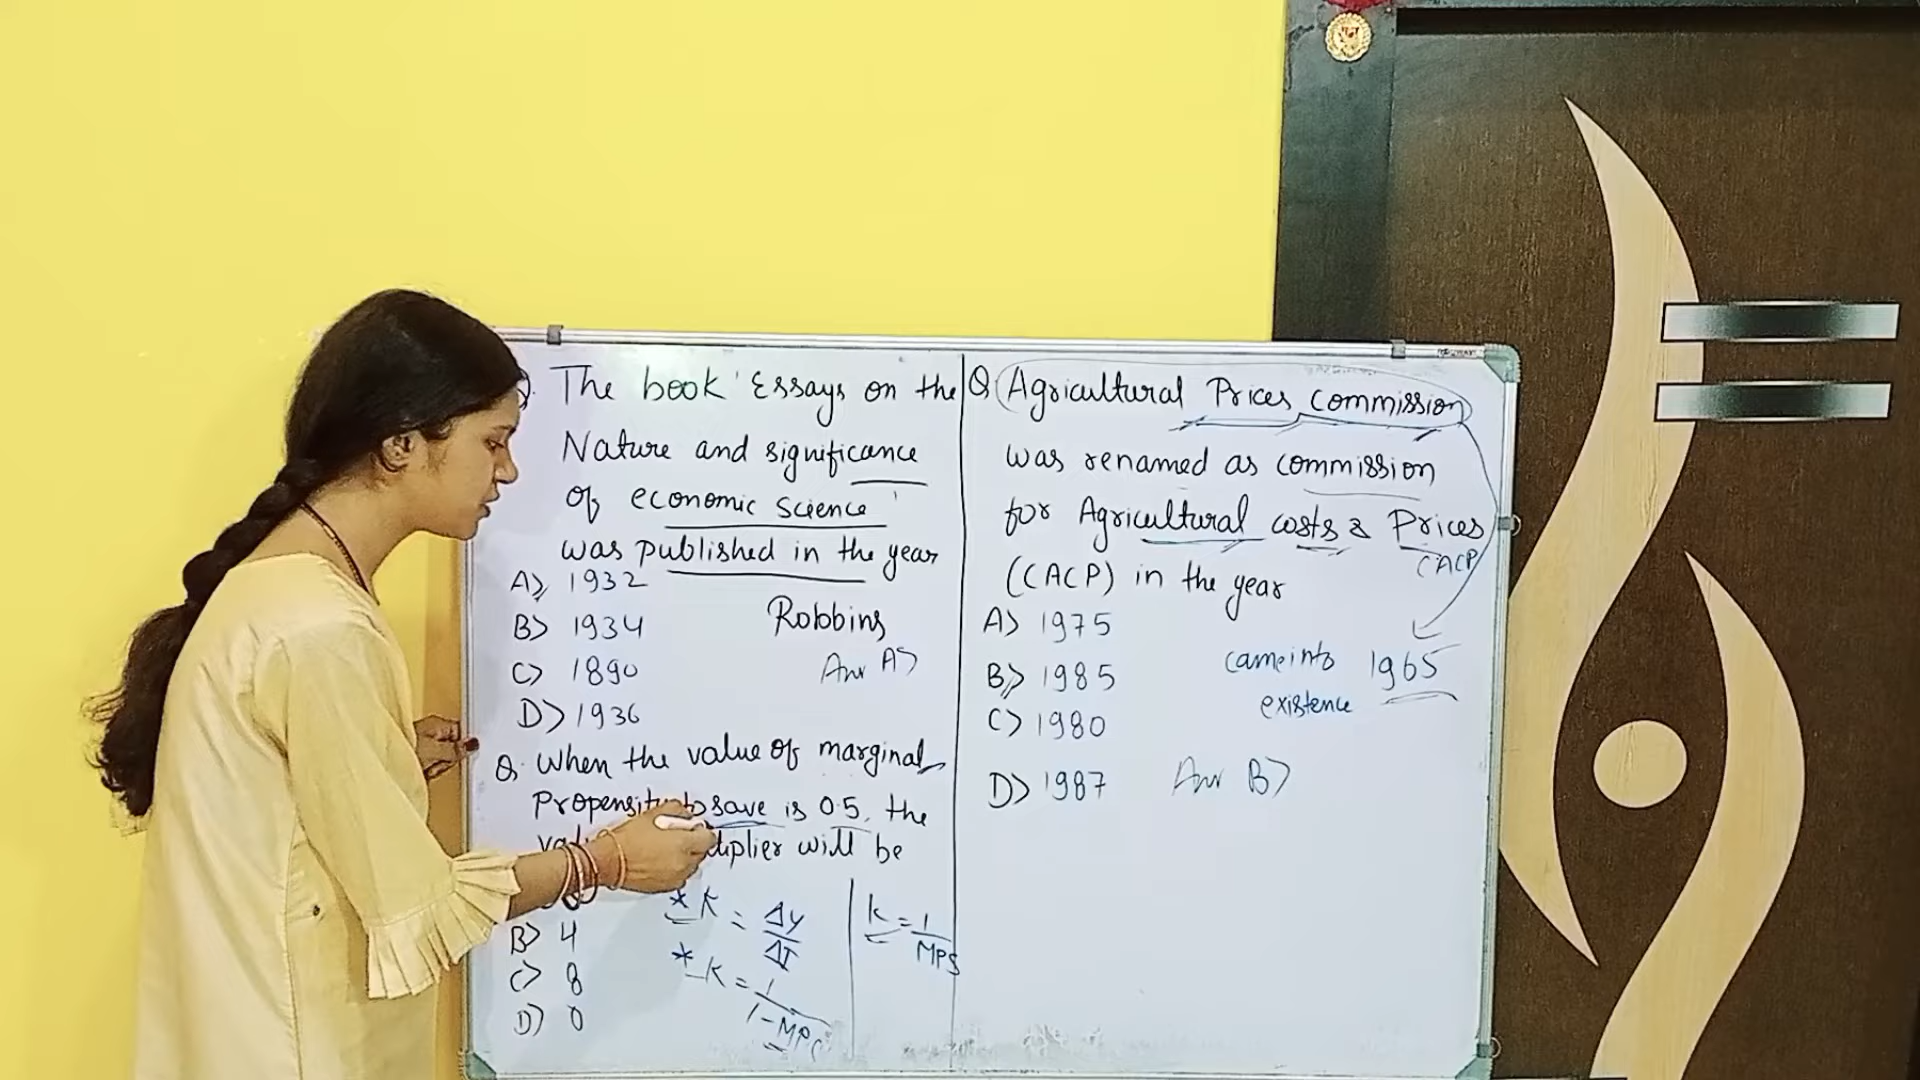 The book 'Essays on the
Nature and significance
of economic science'
was published in the year
A) 1932
B) 1934
C) 1890
D) 1936
Robbins
Ans A)
Q. When the value of marginal
Propensity to save is 0.5, the
will be
B) 4
C) 8
D) 0
* K = ΔY/ΔI
* K = 1/1-MPC
K = 1/MPS
Q Agricultural Prices commission
was renamed as commission
for Agricultural costs & Prices
CACP
(CACP) in the year
A) 1975
B) 1985
C) 1980
D) 1987
came into 1965
existence
Ans B)